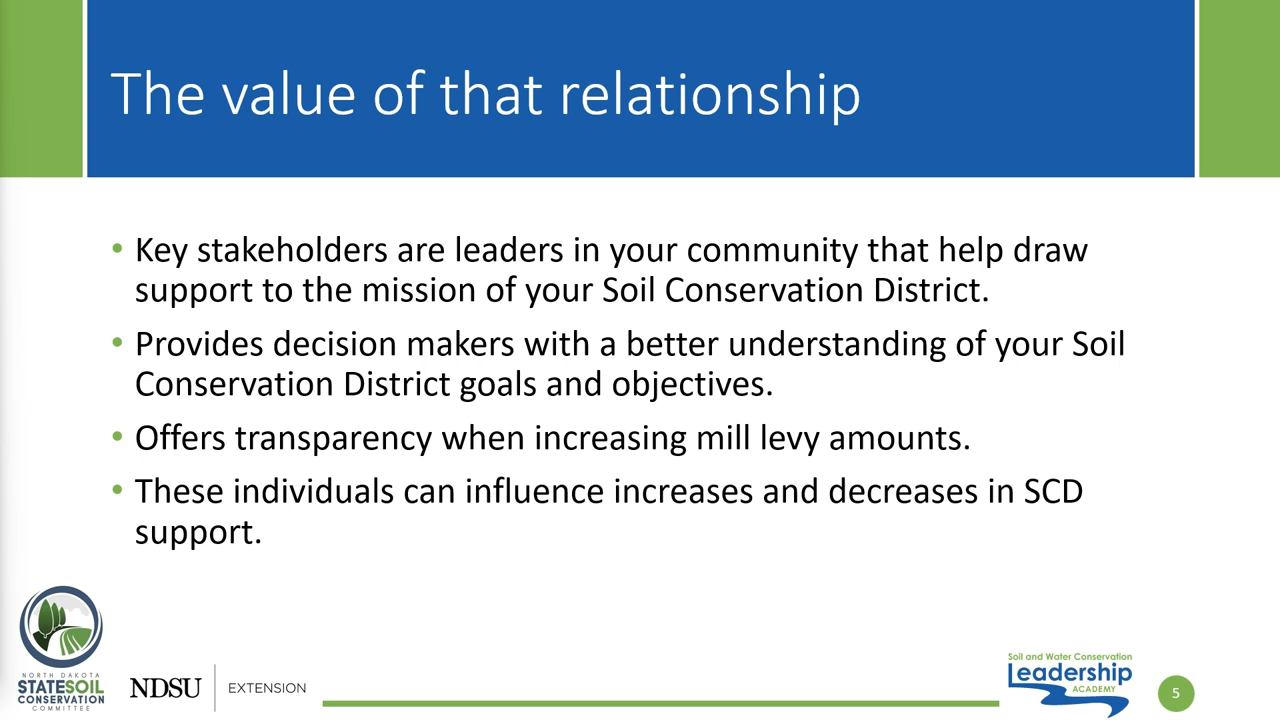 The value of that relationship
• Key stakeholders are leaders in your community that help draw
support to the mission of your Soil Conservation District.
• Provides decision makers with a better understanding of your Soil
Conservation District goals and objectives.
• Offers transparency when increasing mill levy amounts.
• These individuals can influence increases and decreases in SCD
support.
NORTH DAKOTA
STATE SOIL
CONSERVATION
COMMITTEE
NDSU EXTENSION
Soil and Water Conservation
Leadership
ACADEMY
5